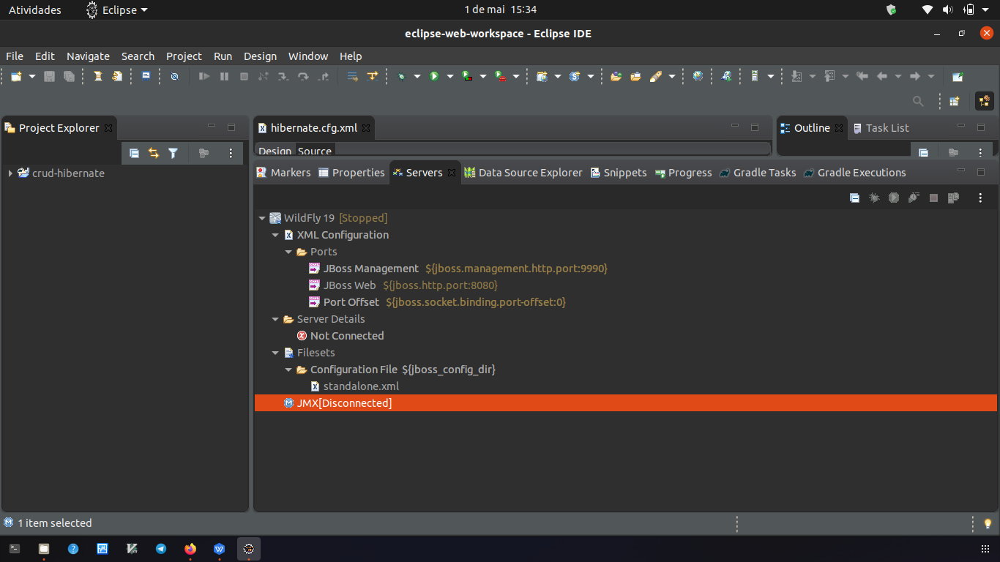 Atividades Eclipse 1 de mai 15:34
eclipse-web-workspace - Eclipse IDE
File Edit Navigate Search Project Run Design Window Help
Project Explorer
crud-hibernate
hibernate.cfg.xml
Design Source
Outline Task List
Markers Properties Servers Data Source Explorer Snippets Progress Gradle Tasks Gradle Executions
WildFly 19 [Stopped]
XML Configuration
Ports
JBoss Management ${jboss.management.http.port:9990}
JBoss Web ${jboss.http.port:8080}
Port Offset ${jboss.socket.binding.port-offset:0}
Server Details
Not Connected
Filesets
Configuration File ${jboss_config_dir}
standalone.xml
JMX[Disconnected]
1 item selected